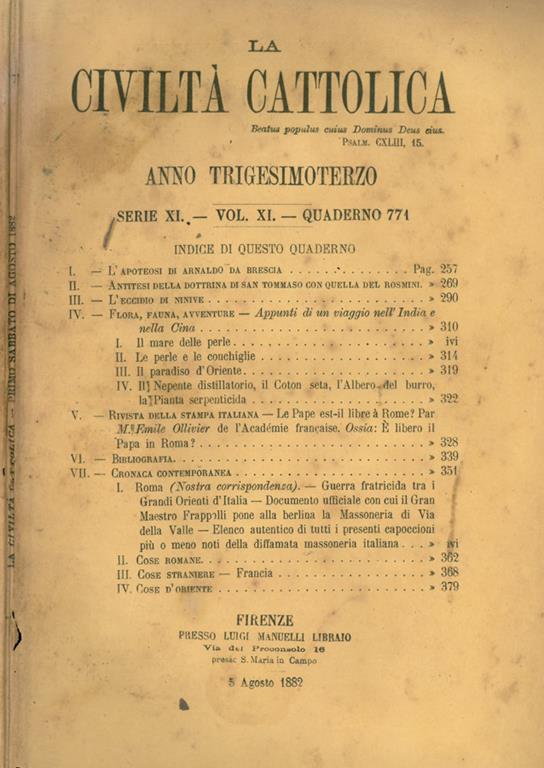 LA
CIVILTÀ CATTOLICA
Beatus populus cuius Dominus Deus eius.
PSALM. CXLIII, 15.
ANNO TRIGESIMOTERZO
SERIE XI. — VOL. XI. — QUADERNO 771
INDICE DI QUESTO QUADERNO
I. — L'APOTEOSI DI ARNALDO DA BRESCIA . . . . . . . . . . . . Pag. 257
II. — ANTITESI DELLA DOTTRINA DI SAN TOMMASO CON QUELLA DEL ROSMINI. » 269
III. — L'ECCIDIO DI NINIVE . . . . . . . . . . . . » 290
IV. — FLORA, FAUNA, AVVENTURE — Appunti di un viaggio nell'India e
nella Cina . . . . . . . . . . . . » 310
I. Il mare delle perle . . . . . . . . . . . . » ivi
II. Le perle e le conchiglie . . . . . . . . . . . . » 314
III. Il paradiso d'Oriente . . . . . . . . . . . . » 319
IV. Il Nepente distillatorio, il Coton seta, l'Albero del burro,
la Pianta serpenticida . . . . . . . . . . . . » 322
V. — RIVISTA DELLA STAMPA ITALIANA — Le Pape est-il libre à Rome? Par
M.r Emile Ollivier de l'Académie française. Ossia: È libero il
Papa in Roma? . . . . . . . . . . . . » 328
VI. — BIBLIOGRAFIA. . . . . . . . . . . . . » 339
VII. — CRONACA CONTEMPORANEA . . . . . . . . . . . . » 351
I. Roma (Nostra corrispondenza). — Guerra fratricida tra i
Grandi Orienti d'Italia — Documento ufficiale con cui il Gran
Maestro Frappolli pone alla berlina la Massoneria di Via
della Valle — Elenco autentico di tutti i presenti capoccioni
più o meno noti della diffamata massoneria italiana . . . » ivi
II. COSE ROMANE. . . . . . . . . . . . . » 362
III. COSE STRANIERE — Francia . . . . . . . . . . . . » 368
IV. COSE D'ORIENTE . . . . . . . . . . . . » 379
FIRENZE
PRESSO LUIGI MANUELLI LIBRAIO
Via del Proconsolo 16
presso S. Maria in Campo
5 Agosto 1882
LA CIVILTÀ CATTOLICA — PRIMO SABBATO DI AGOSTO 1882